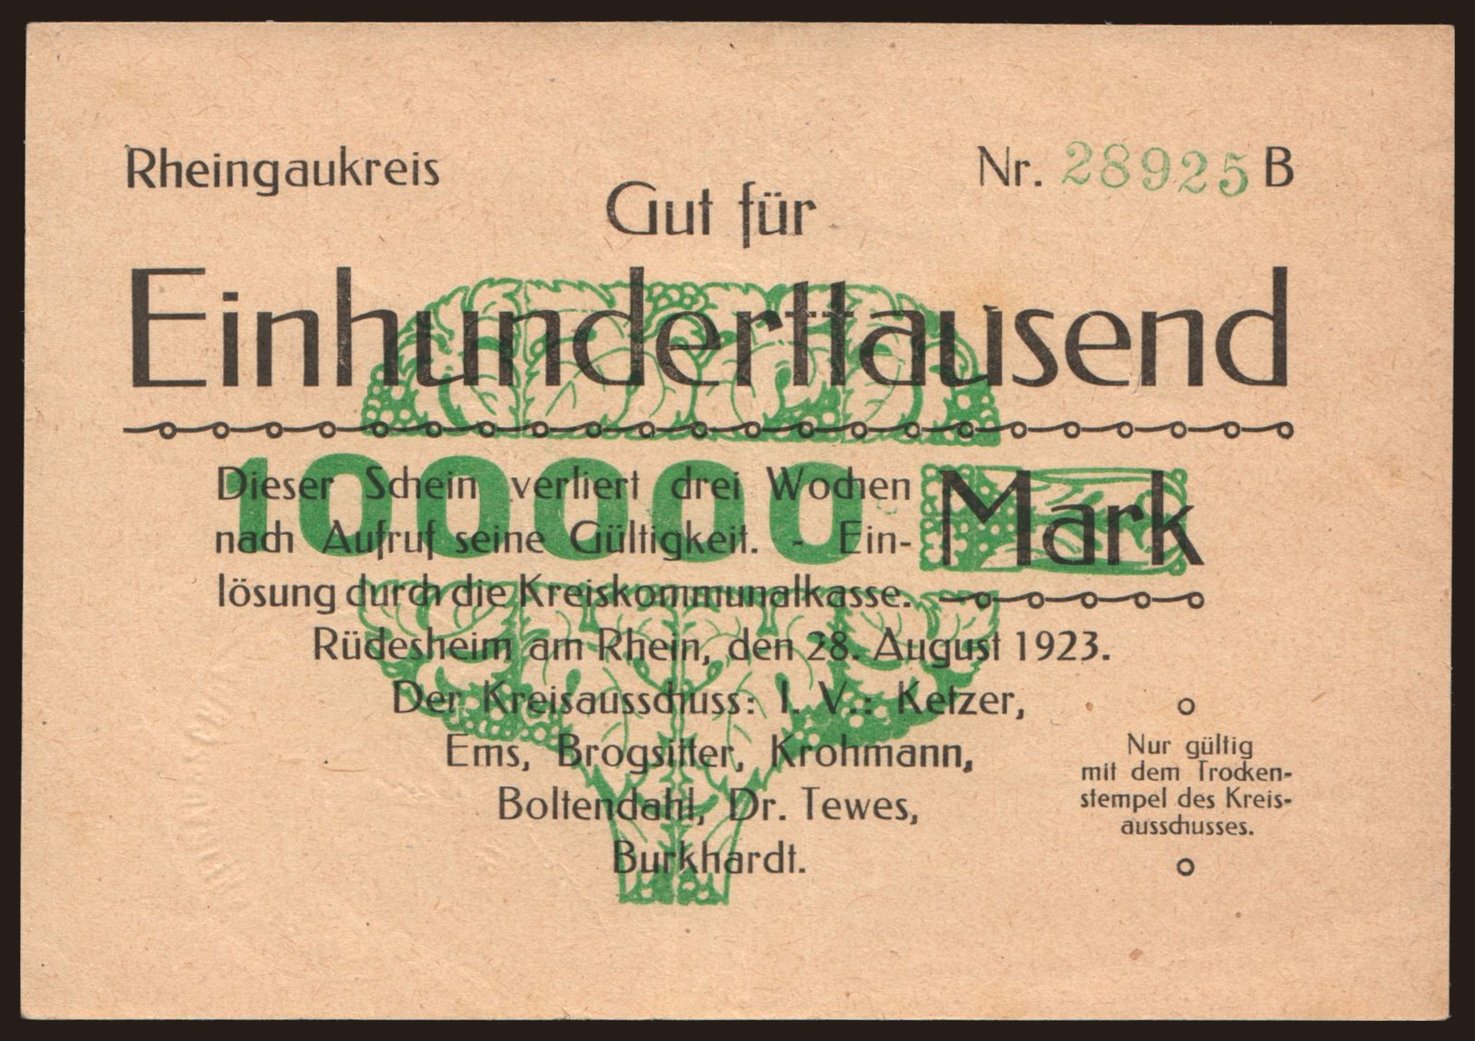 Rheingaukreis
Nr. 28925 B
Gut für
Einhunderttausend
100000
Mark
Dieser Schein verliert drei Wochen
nach Aufruf seine Gültigkeit. - Ein-
lösung durch die Kreiskommunalkasse.
Rüdesheim am Rhein, den 28. August 1923.
Der Kreisausschuss: I. V.: Ketzer,
Ems, Brogsitter, Krohmann,
Boltendahl, Dr. Tewes,
Burkhardt.
Nur gültig
mit dem Trocken-
stempel des Kreis-
ausschusses.